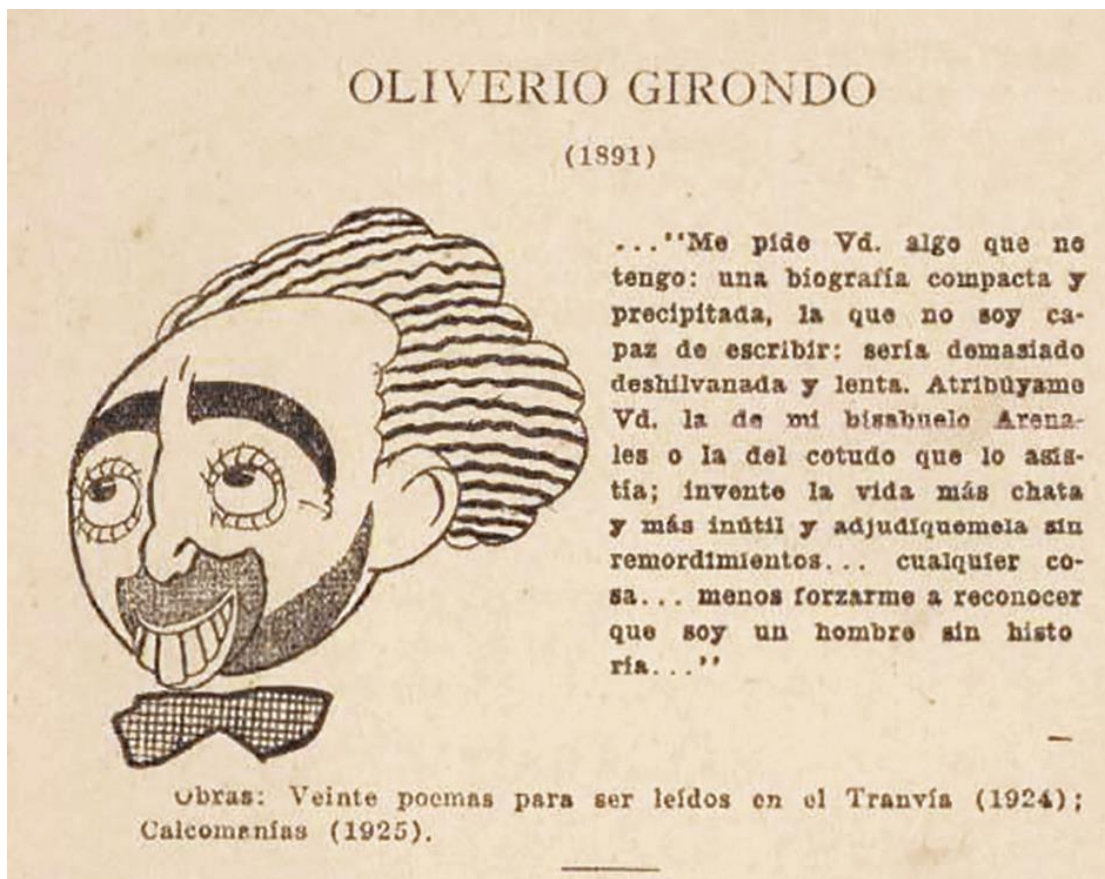 OLIVERIO GIRONDO
(1891)
..."Me pide Vd. algo que no
tengo: una biografía compacta y
precipitada, la que no soy ca-
paz de escribir: sería demasiado
deshilvanada y lenta. Atribúyame
Vd. la de mi bisabuelo Arena-
les o la del cotudo que lo asis-
tía; invente la vida más chata
y más inútil y adjudíquemela sin
remordimientos... cualquier co-
sa... menos forzarme a reconocer
que soy un hombre sin histo
ria..."
Obras: Veinte poemas para ser leídos en el Tranvía (1924);
Calcomanías (1925).